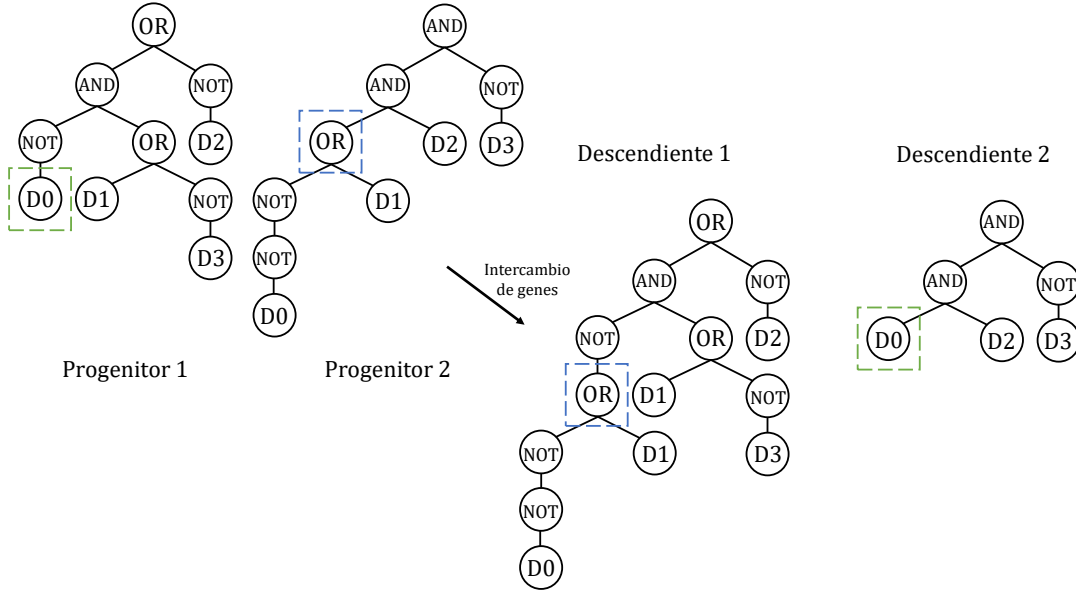 OR
AND
AND
NOT
AND
NOT
NOT
OR
D2
OR
D2
D3
Descendiente 1
Descendiente 2
D0
D1
NOT
NOT
D1
OR
AND
D3
NOT
Intercambio
de genes
AND
NOT
AND
NOT
D0
NOT
OR
D2
D0
D2
D3
Progenitor 1
Progenitor 2
OR
D1
NOT
NOT
D1
D3
NOT
D0